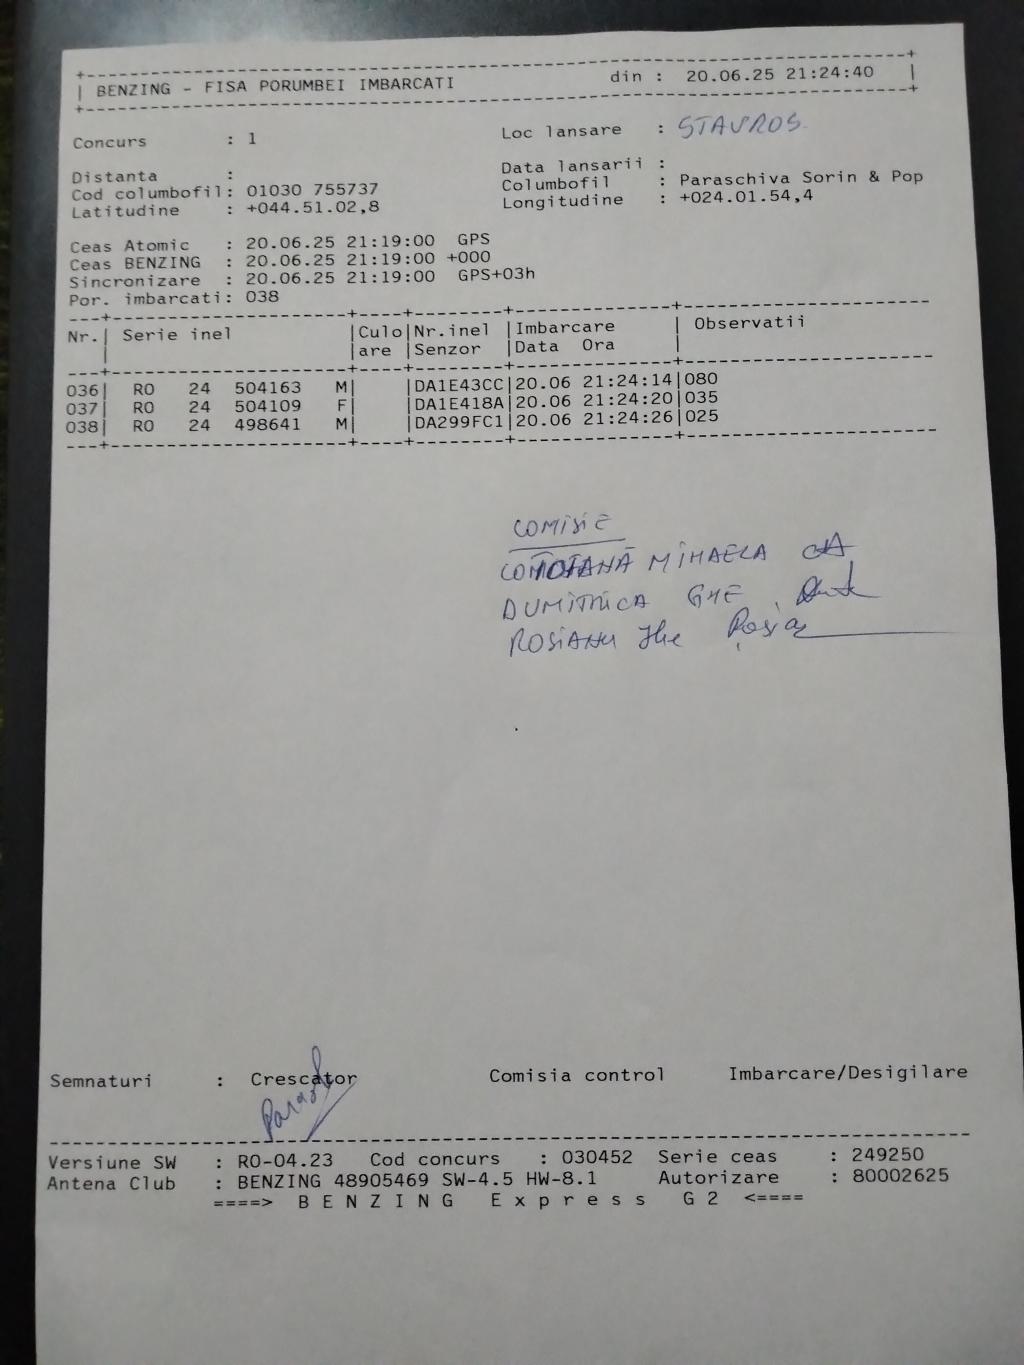 BENZING - FISA PORUMBEI IMBARCATI din : 20.06.25 21:24:40
Concurs : 1 Loc lansare : STAVROS
Distanta : Data lansarii :
Cod columbofil: 01030 755737 Columbofil : Paraschiva Sorin & Pop
Latitudine : +044.51.02,8 Longitudine : +024.01.54,4
Ceas Atomic : 20.06.25 21:19:00 GPS
Ceas BENZING : 20.06.25 21:19:00 +000
Sincronizare : 20.06.25 21:19:00 GPS+03h
Por. imbarcati: 038
Nr.| Serie inel |Culo|Nr.inel |Imbarcare | Observatii
| |are |Senzor |Data Ora |
036| RO 24 504163 M| |DA1E43CC|20.06 21:24:14|080
037| RO 24 504109 F| |DA1E418A|20.06 21:24:20|035
038| RO 24 498641 M| |DA299FC1|20.06 21:24:26|025
COMISIE
MIHAELA
DUMITRICA GHE
ROSIANU Ghe
Semnaturi : Crescator Comisia control Imbarcare/Desigilare
Versiune SW : RO-04.23 Cod concurs : 030452 Serie ceas : 249250
Antena Club : BENZING 48905469 SW-4.5 HW-8.1 Autorizare : 80002625
====> B E N Z I N G E x p r e s s G 2 <====